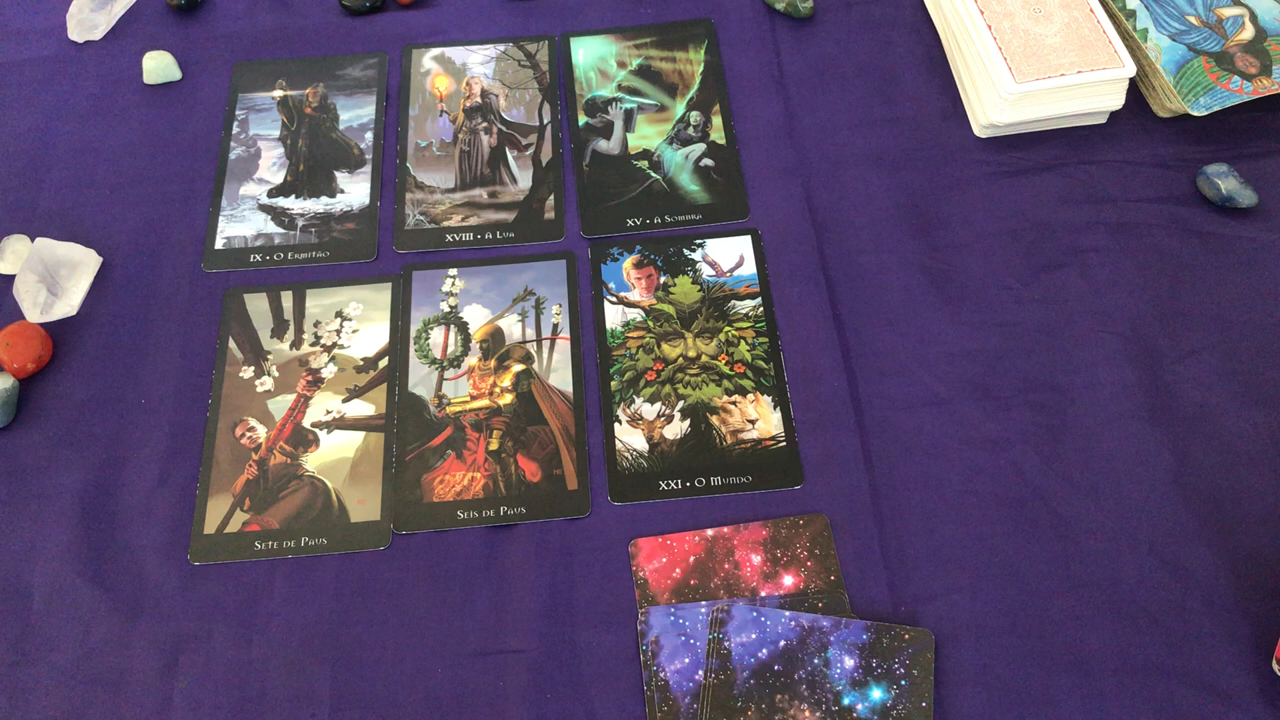 IX • O Ermitão
XVIII • A Lua
XV • A Sombra
Sete de Paus
Seis de Paus
XXI • O Mundo